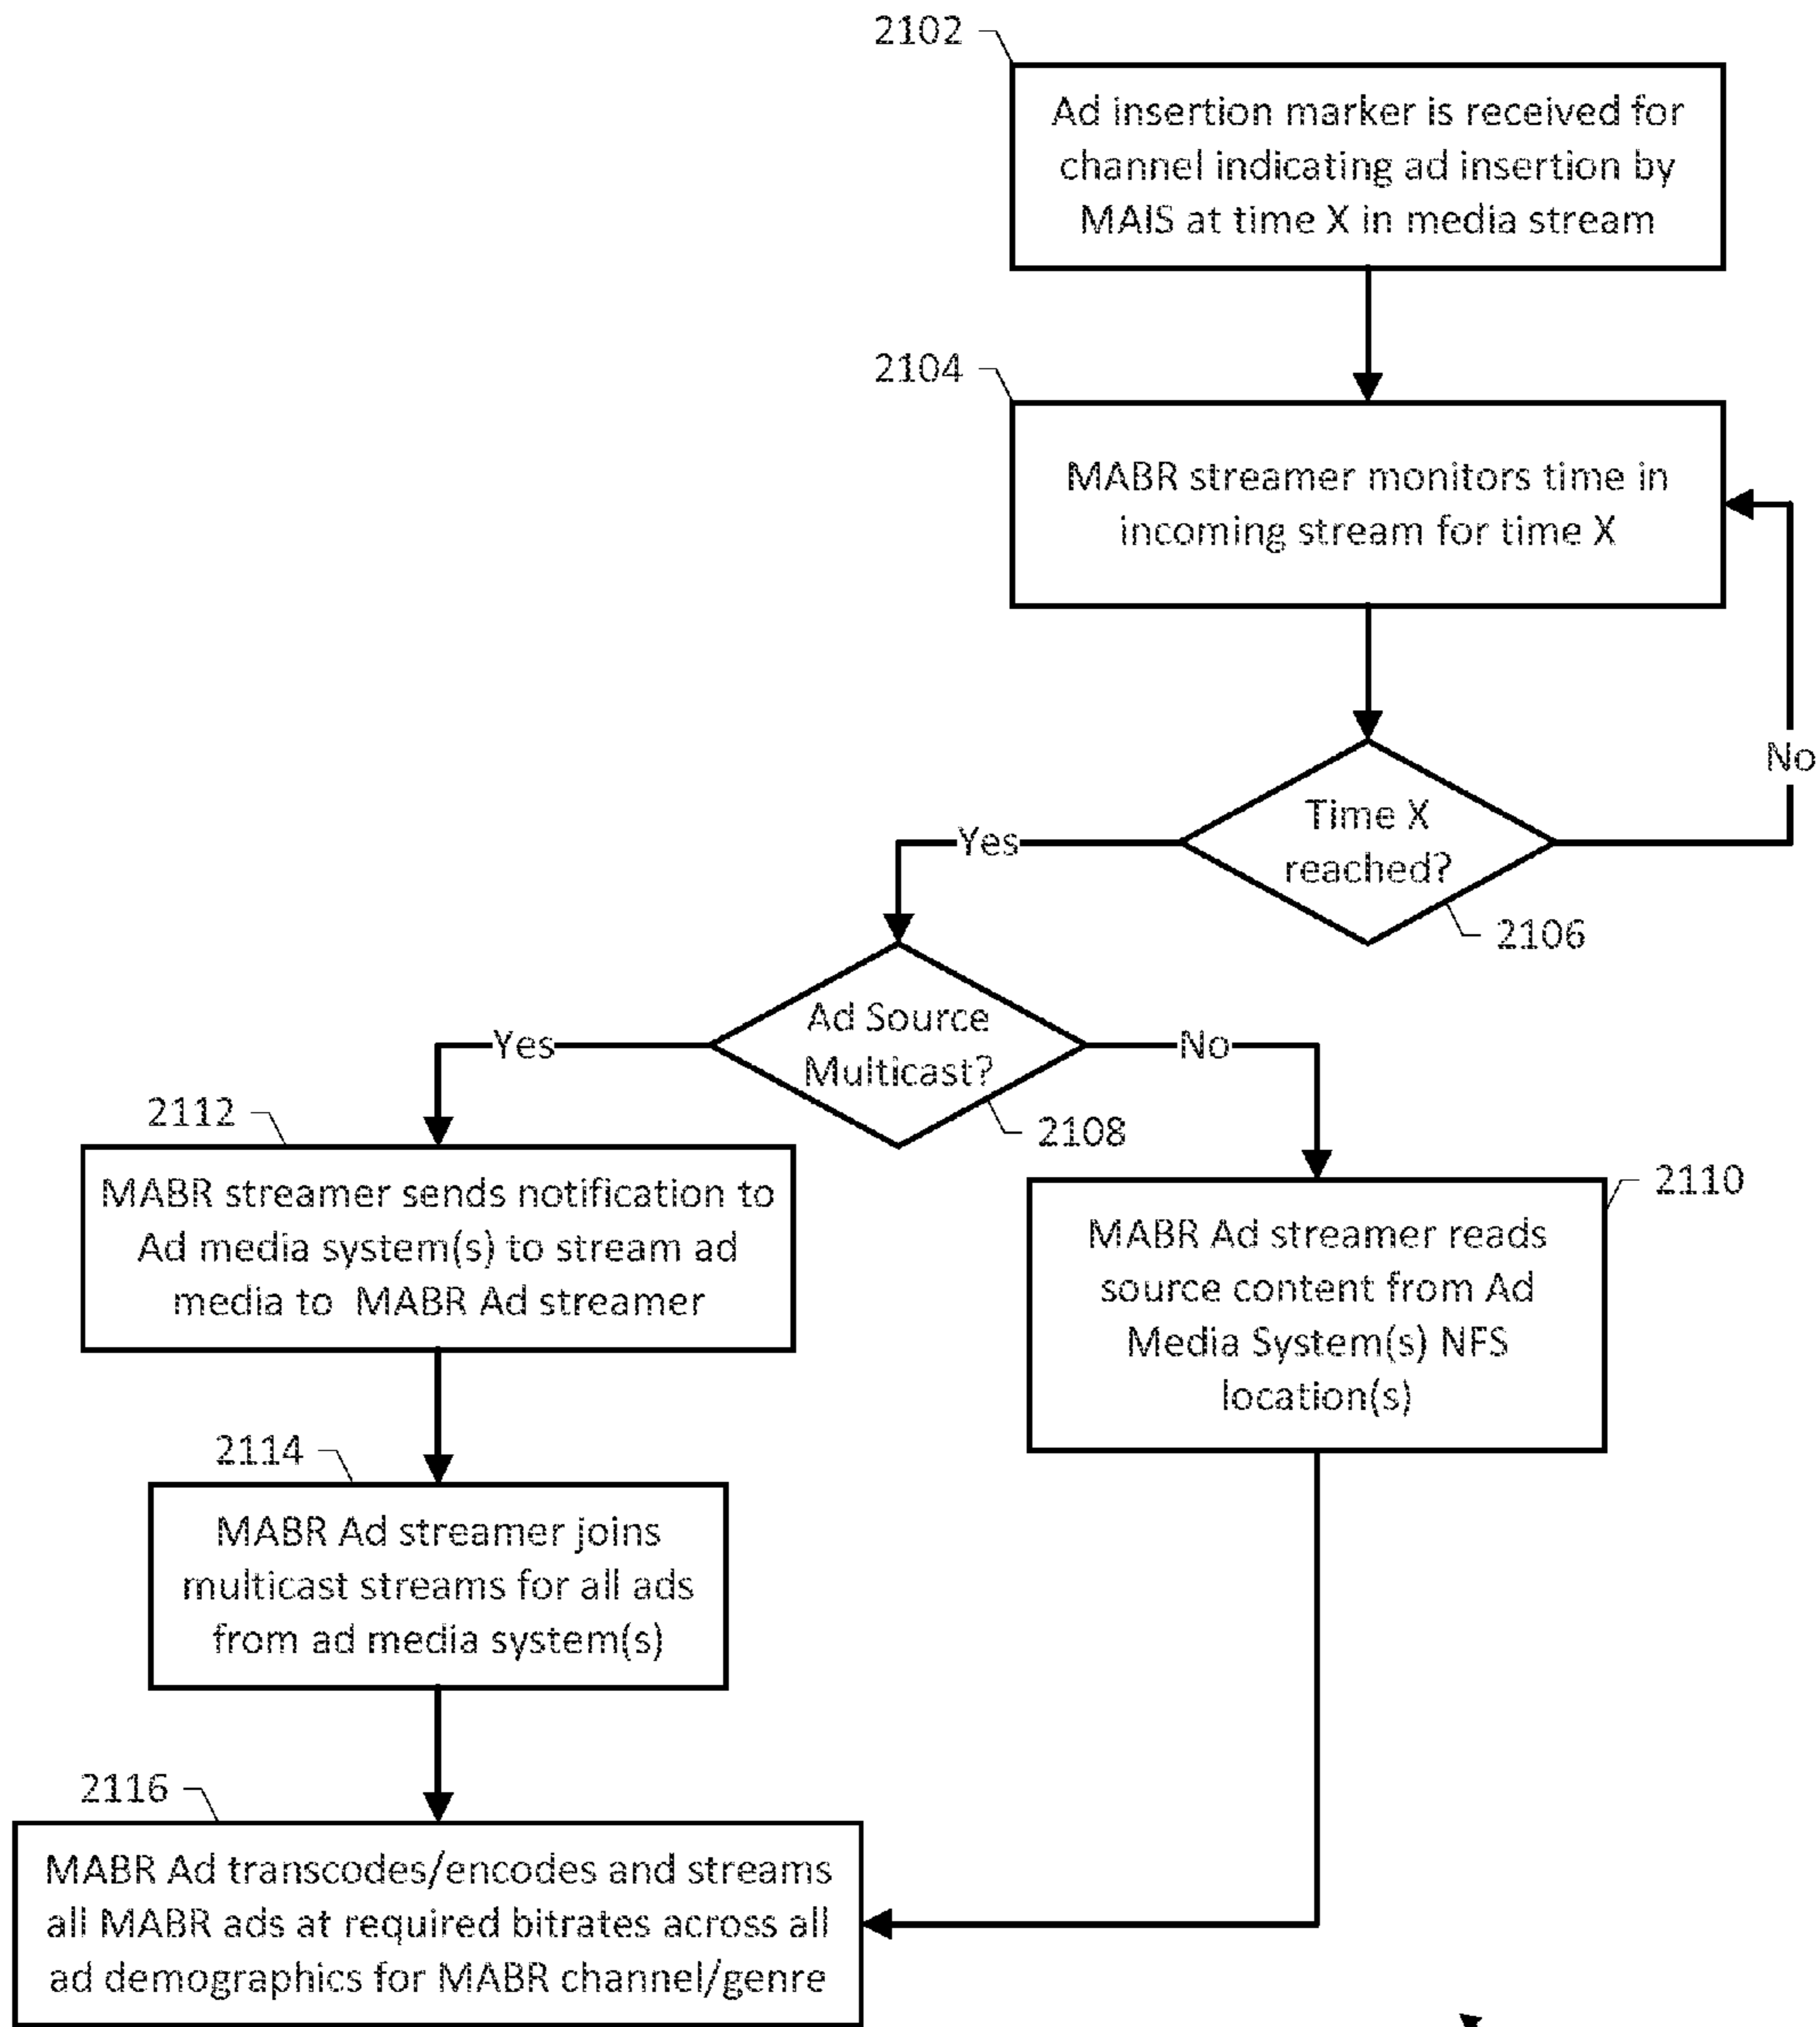 2102
Ad insertion marker is received for
channel indicating ad insertion by
MAIS at time X in media stream
2104
MABR streamer monitors time in
incoming stream for time X
No
Time X
reached?
Yes
2106
Ad Source
Multicast?
Yes
No
2108
2112
MABR streamer sends notification to
Ad media system(s) to stream ad
media to MABR Ad streamer
2110
MABR Ad streamer reads
source content from Ad
Media System(s) NFS
location(s)
2114
MABR Ad streamer joins
multicast streams for all ads
from ad media system(s)
2116
MABR Ad transcodes/encodes and streams
all MABR ads at required bitrates across all
ad demographics for MABR channel/genre